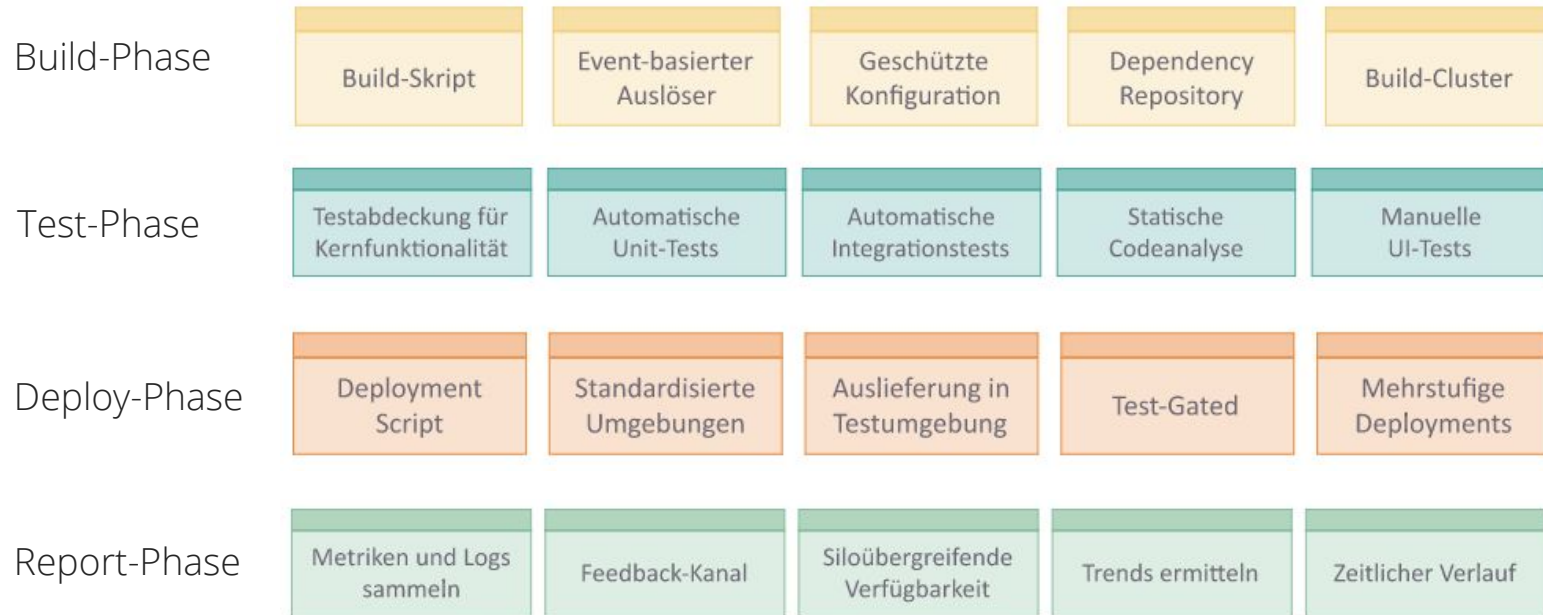 Build-Phase
Build-Skript
Event-basierter
Auslöser
Geschützte
Konfiguration
Dependency
Repository
Build-Cluster
Test-Phase
Testabdeckung für
Kernfunktionalität
Automatische
Unit-Tests
Automatische
Integrationstests
Statische
Codeanalyse
Manuelle
UI-Tests
Deploy-Phase
Deployment
Script
Standardisierte
Umgebungen
Auslieferung in
Testumgebung
Test-Gated
Mehrstufige
Deployments
Report-Phase
Metriken und Logs
sammeln
Feedback-Kanal
Siloübergreifende
Verfügbarkeit
Trends ermitteln
Zeitlicher Verlauf